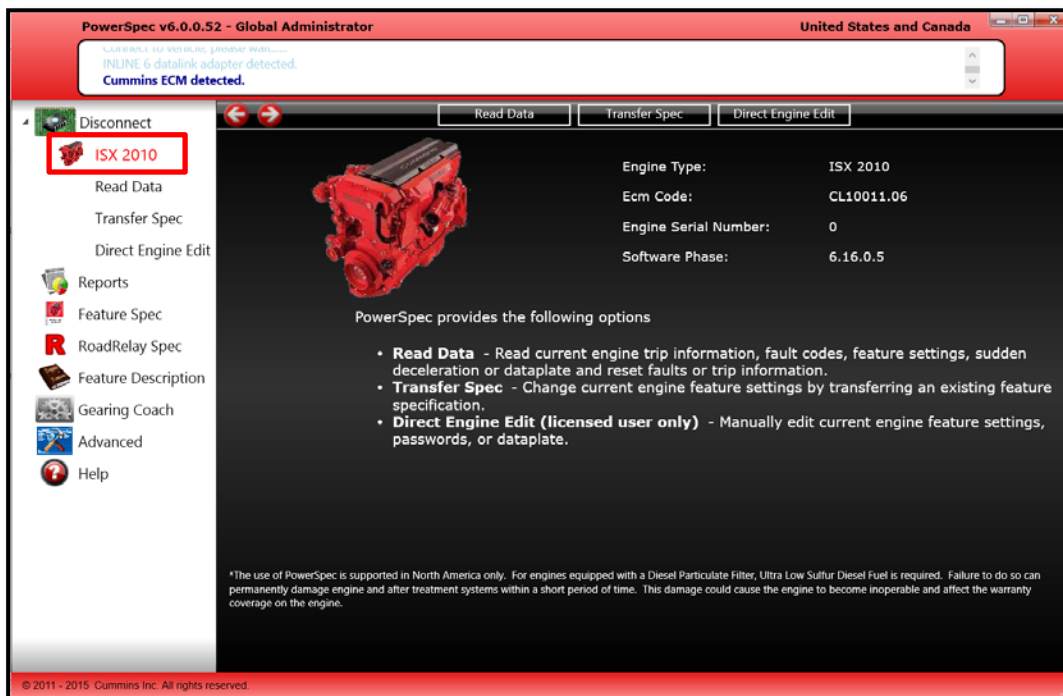 PowerSpec v6.0.0.52 - Global Administrator
United States and Canada
Connect to vehicle, please wait......
INLINE 6 datalink adapter detected.
Cummins ECM detected.
Disconnect
ISX 2010
Read Data
Transfer Spec
Direct Engine Edit
Reports
Feature Spec
RoadRelay Spec
Feature Description
Gearing Coach
Advanced
Help
Read Data
Transfer Spec
Direct Engine Edit
Engine Type: ISX 2010
Ecm Code: CL10011.06
Engine Serial Number: 0
Software Phase: 6.16.0.5
PowerSpec provides the following options
• Read Data - Read current engine trip information, fault codes, feature settings, sudden
deceleration or dataplate and reset faults or trip information.
• Transfer Spec - Change current engine feature settings by transferring an existing feature
specification.
• Direct Engine Edit (licensed user only) - Manually edit current engine feature settings,
passwords, or dataplate.
*The use of PowerSpec is supported in North America only. For engines equipped with a Diesel Particulate Filter, Ultra Low Sulfur Diesel Fuel is required. Failure to do so can
permanently damage engine and after treatment systems within a short period of time. This damage could cause the engine to become inoperable and affect the warranty
coverage on the engine.
© 2011 - 2015 Cummins Inc. All rights reserved.